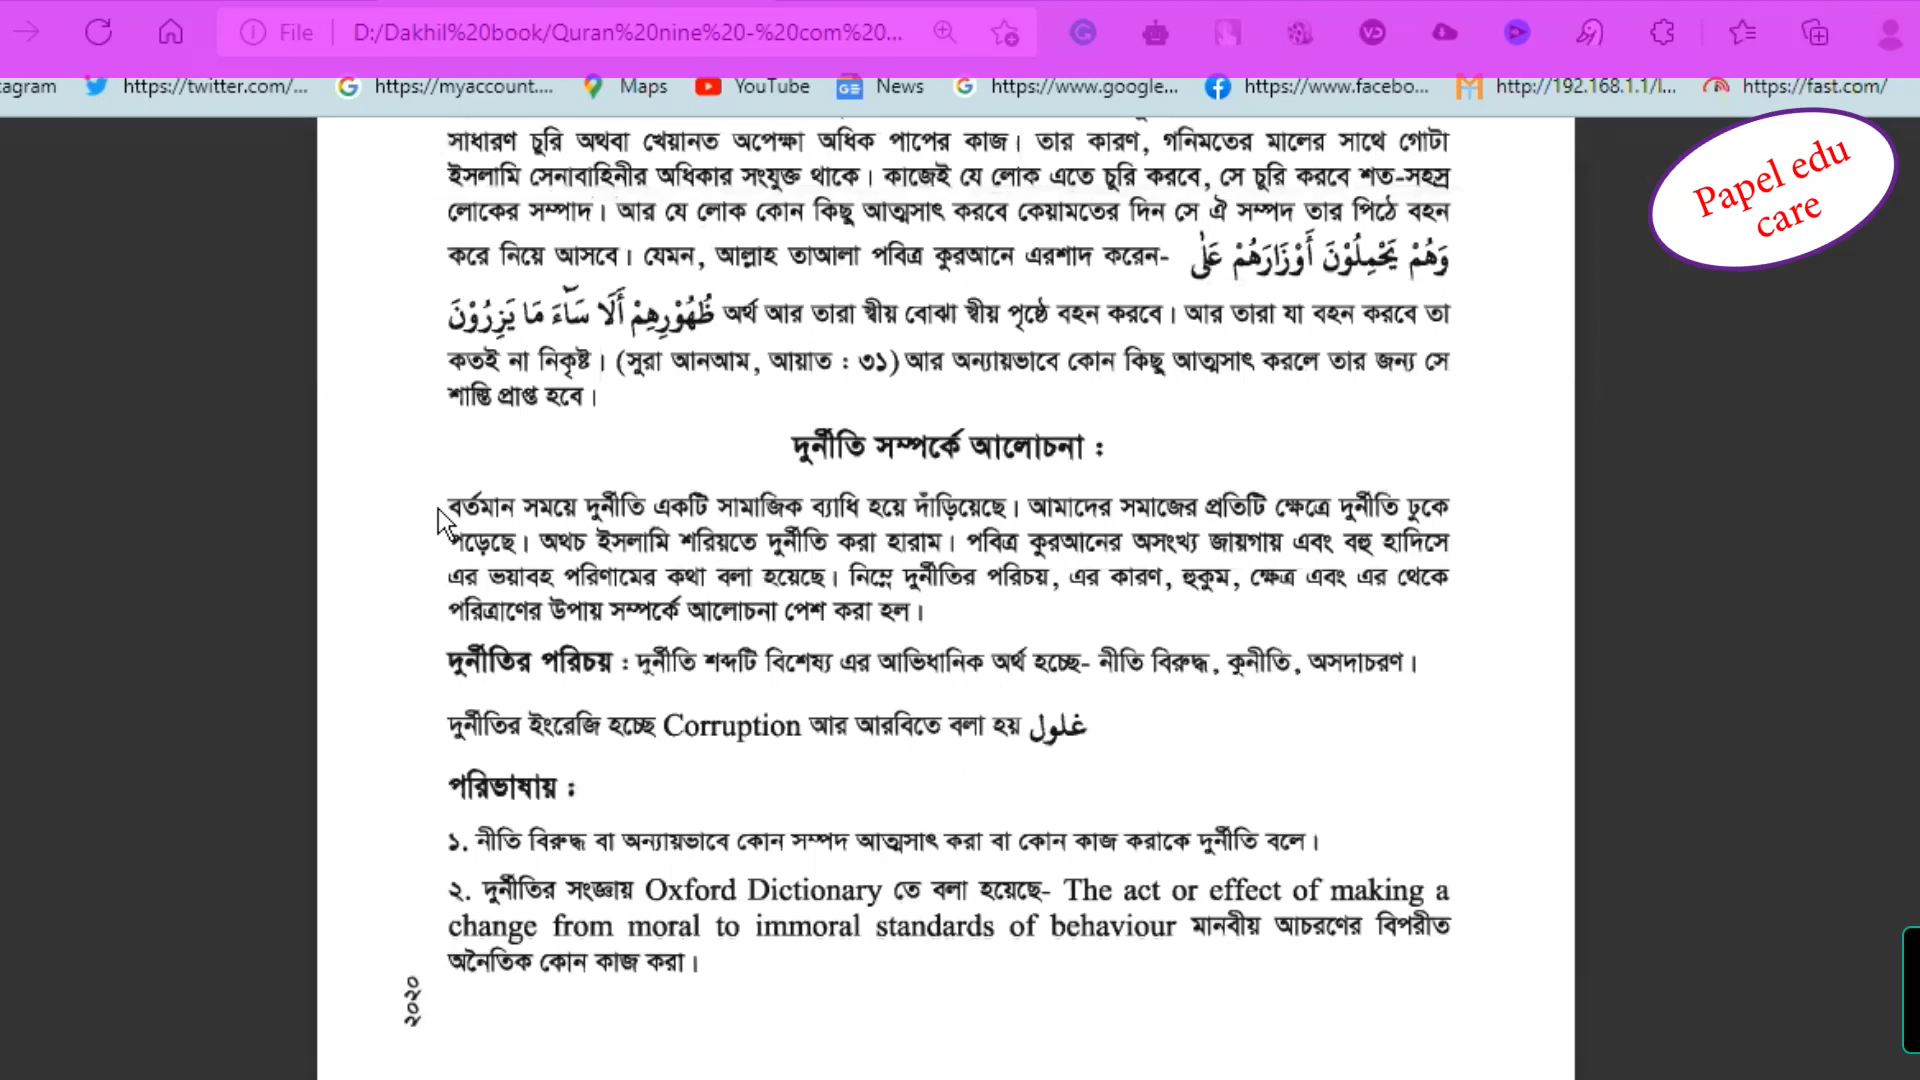 File
D:/Dakhil%20book/Quran%20nine%20-%20com%20...
tagram
https://twitter.com/...
https://myaccount....
Maps
YouTube
News
https://www.google...
https://www.facebo...
http://192.168.1.1/l...
https://fast.com/
Papel edu
care
সাধারণ চুরি অথবা খেয়ানত অপেক্ষা অধিক পাপের কাজ। তার কারণ, গনিমতের মালের সাথে গোটা
ইসলামি সেনাবাহিনীর অধিকার সংযুক্ত থাকে। কাজেই যে লোক এতে চুরি করবে, সে চুরি করবে শত-সহস্র
লোকের সম্পাদ। আর যে লোক কোন কিছু আত্মসাৎ করবে কেয়ামতের দিন সে ঐ সম্পদ তার পিঠে বহন
করে নিয়ে আসবে। যেমন, আল্লাহ তাআলা পবিত্র কুরআনে এরশাদ করেন- وَهُمْ يَحْمِلُوْنَ أَوْزَارَهُمْ عَلٰى
ظُهُوْرِهِمْ أَلَا سَآءَ مَا يَزِرُوْنَ অর্থ আর তারা স্বীয় বোঝা স্বীয় পৃষ্ঠে বহন করবে। আর তারা যা বহন করবে তা
কতই না নিকৃষ্ট। (সুরা আনআম, আয়াত : ৩১) আর অন্যায়ভাবে কোন কিছু আত্মসাৎ করলে তার জন্য সে
শাস্তি প্রাপ্ত হবে।
দুর্নীতি সম্পর্কে আলোচনা :
বর্তমান সময়ে দুর্নীতি একটি সামাজিক ব্যাধি হয়ে দাঁড়িয়েছে। আমাদের সমাজের প্রতিটি ক্ষেত্রে দুর্নীতি ঢুকে
পড়েছে। অথচ ইসলামি শরিয়তে দুর্নীতি করা হারাম। পবিত্র কুরআনের অসংখ্য জায়গায় এবং বহু হাদিসে
এর ভয়াবহ পরিণামের কথা বলা হয়েছে। নিম্নে দুর্নীতির পরিচয়, এর কারণ, হুকুম, ক্ষেত্র এবং এর থেকে
পরিত্রাণের উপায় সম্পর্কে আলোচনা পেশ করা হল।
দুর্নীতির পরিচয় : দুর্নীতি শব্দটি বিশেষ্য এর আভিধানিক অর্থ হচ্ছে- নীতি বিরুদ্ধ, কুনীতি, অসদাচরণ।
দুর্নীতির ইংরেজি হচ্ছে Corruption আর আরবিতে বলা হয় غلول
পরিভাষায় :
১. নীতি বিরুদ্ধ বা অন্যায়ভাবে কোন সম্পদ আত্মসাৎ করা বা কোন কাজ করাকে দুর্নীতি বলে।
২. দুর্নীতির সংজ্ঞায় Oxford Dictionary তে বলা হয়েছে- The act or effect of making a
change from moral to immoral standards of behaviour মানবীয় আচরণের বিপরীত
অনৈতিক কোন কাজ করা।
২০২০